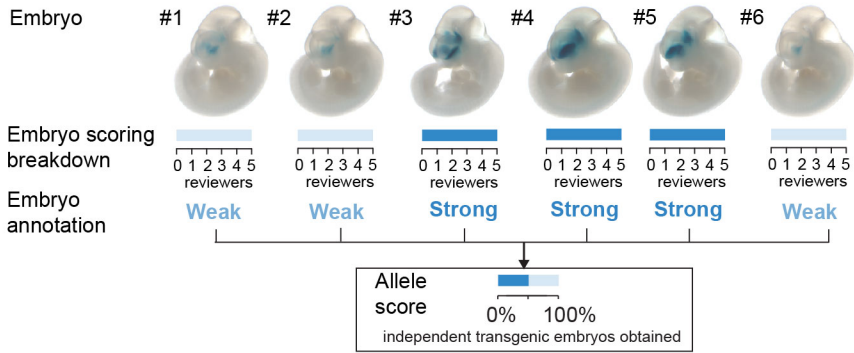 Embryo #1 #2 #3 #4 #5 #6
Embryo scoring
breakdown
0 1 2 3 4 5 0 1 2 3 4 5 0 1 2 3 4 5 0 1 2 3 4 5 0 1 2 3 4 5 0 1 2 3 4 5
reviewers reviewers reviewers reviewers reviewers reviewers
Embryo
annotation
Weak Weak Strong Strong Strong Weak
Allele
score
0% 100%
independent transgenic embryos obtained